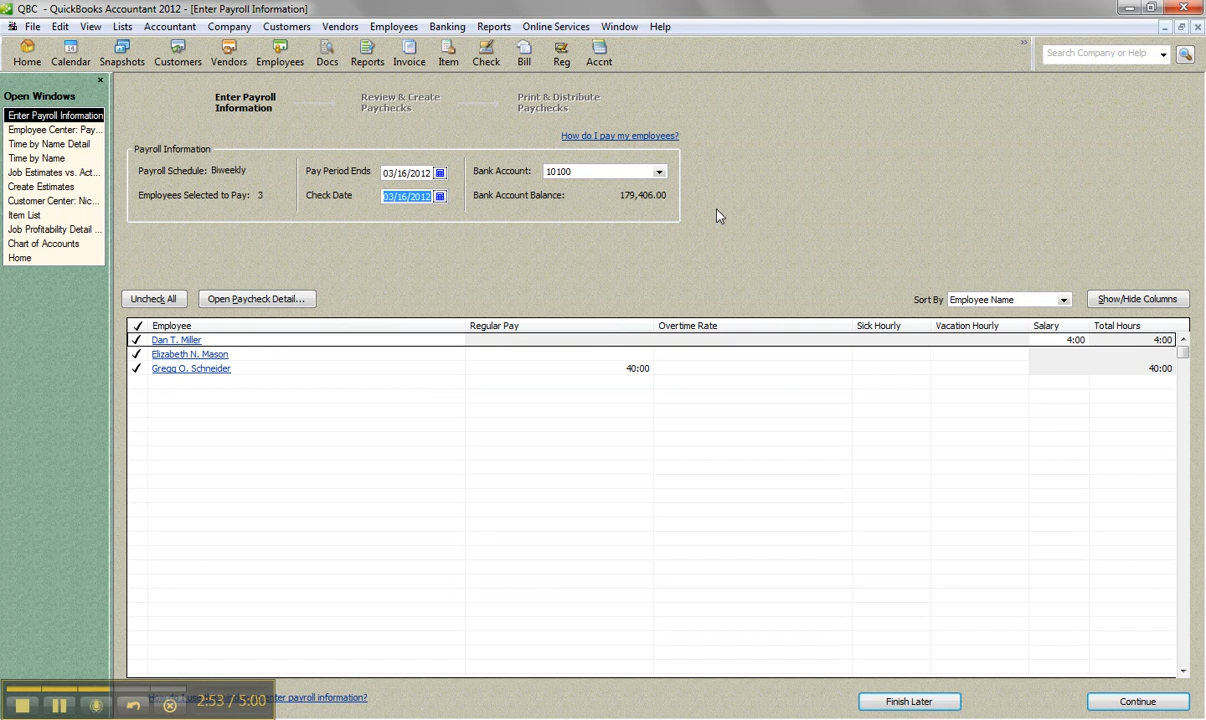 QBC - QuickBooks Accountant 2012 - [Enter Payroll Information]
File Edit View Lists Accountant Company Customers Vendors Employees Banking Reports Online Services Window Help
Home Calendar Snapshots Customers Vendors Employees Docs Reports Invoice Item Check Bill Reg Accnt
Search Company or Help
Open Windows
Enter Payroll Information
Employee Center: Pay...
Time by Name Detail
Time by Name
Job Estimates vs. Act...
Create Estimates
Customer Center: Nic...
Item List
Job Profitability Detail ...
Chart of Accounts
Home
Enter Payroll Information
Review & Create Paychecks
Print & Distribute Paychecks
How do I pay my employees?
Payroll Information
Payroll Schedule: Biweekly
Pay Period Ends 03/16/2012
Bank Account: 10100
Employees Selected to Pay: 3
Check Date 03/16/2012
Bank Account Balance: 179,406.00
Uncheck All
Open Paycheck Detail...
Sort By Employee Name
Show/Hide Columns
Employee Regular Pay Overtime Rate Sick Hourly Vacation Hourly Salary Total Hours
Dan T. Miller 4:00 4:00
Elizabeth N. Mason
Gregg O. Schneider 40:00 40:00
2:53 / 5:00
enter payroll information?
Finish Later
Continue